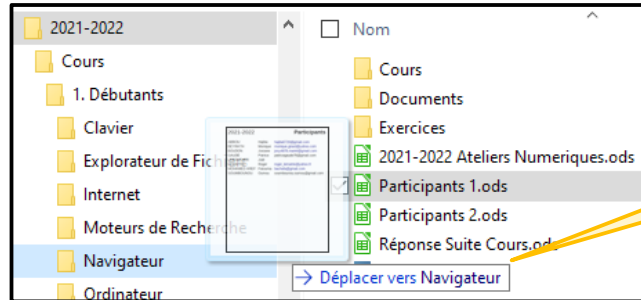 2021-2022
Cours
1. Débutants
Clavier
Explorateur de Fich
Internet
Moteurs de Recherche
Navigateur
Ordinateur
Nom
Cours
Documents
Exercices
2021-2022 Ateliers Numeriques.ods
Participants 1.ods
Participants 2.ods
Réponse Suite Cours.ods
2021-2022 Participants
→ Déplacer vers Navigateur